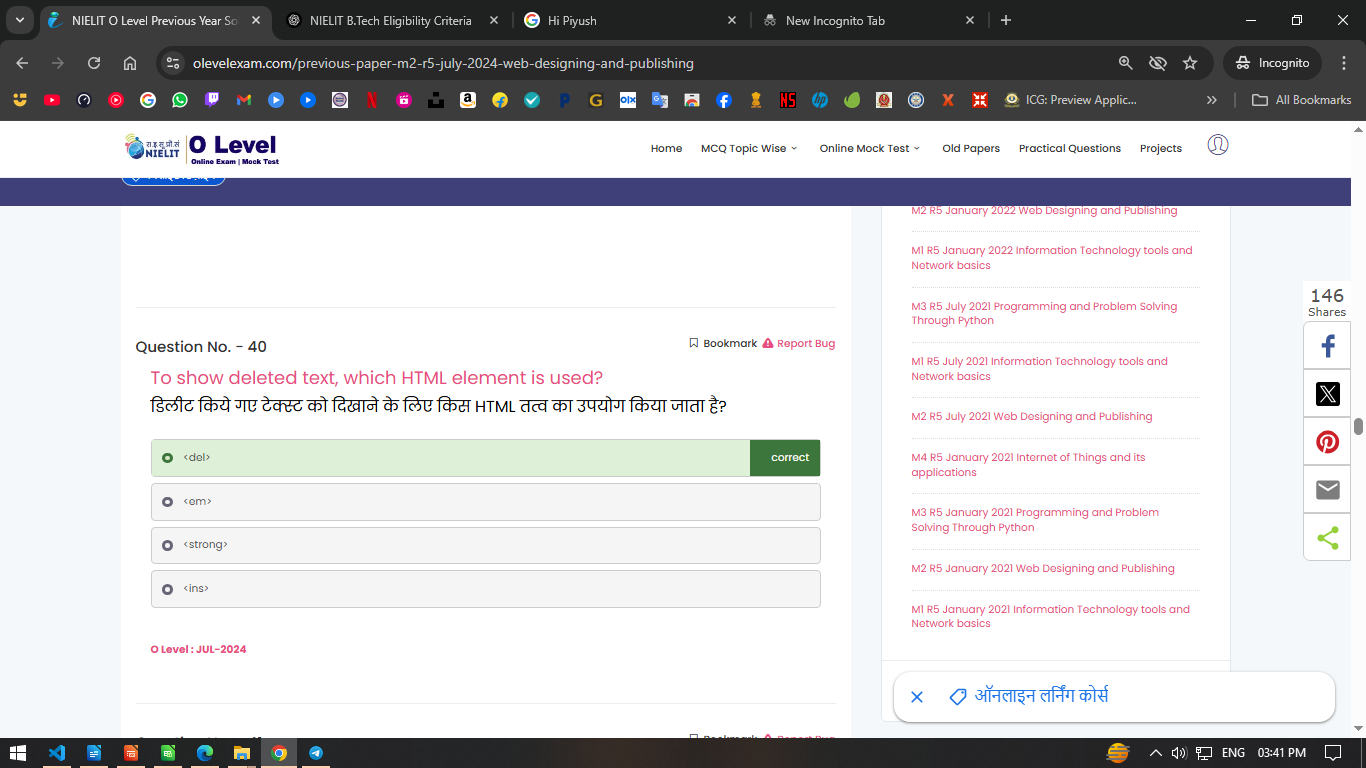 NIELIT O Level Previous Year So
NIELIT B.Tech Eligibility Criteria
Hi Piyush
New Incognito Tab
olevelexam.com/previous-paper-m2-r5-july-2024-web-designing-and-publishing
Incognito
ICG: Preview Applic...
All Bookmarks
रा.इ.सू.प्रौ.सं
NIELIT
O Level
Online Exam | Mock Test
Home
MCQ Topic Wise
Online Mock Test
Old Papers
Practical Questions
Projects
M2 R5 January 2022 Web Designing and Publishing
M1 R5 January 2022 Information Technology tools and
Network basics
M3 R5 July 2021 Programming and Problem Solving
Through Python
M1 R5 July 2021 Information Technology tools and
Network basics
M2 R5 July 2021 Web Designing and Publishing
M4 R5 January 2021 Internet of Things and its
applications
M3 R5 January 2021 Programming and Problem
Solving Through Python
M2 R5 January 2021 Web Designing and Publishing
M1 R5 January 2021 Information Technology tools and
Network basics
146
Shares
Question No. - 40
Bookmark
Report Bug
To show deleted text, which HTML element is used?
डिलीट किये गए टेक्स्ट को दिखाने के लिए किस HTML तत्व का उपयोग किया जाता है?
<del>
correct
<em>
<strong>
<ins>
O Level : JUL-2024
ऑनलाइन लर्निंग कोर्स
Bookmark
Report Bug
ENG
03:41 PM